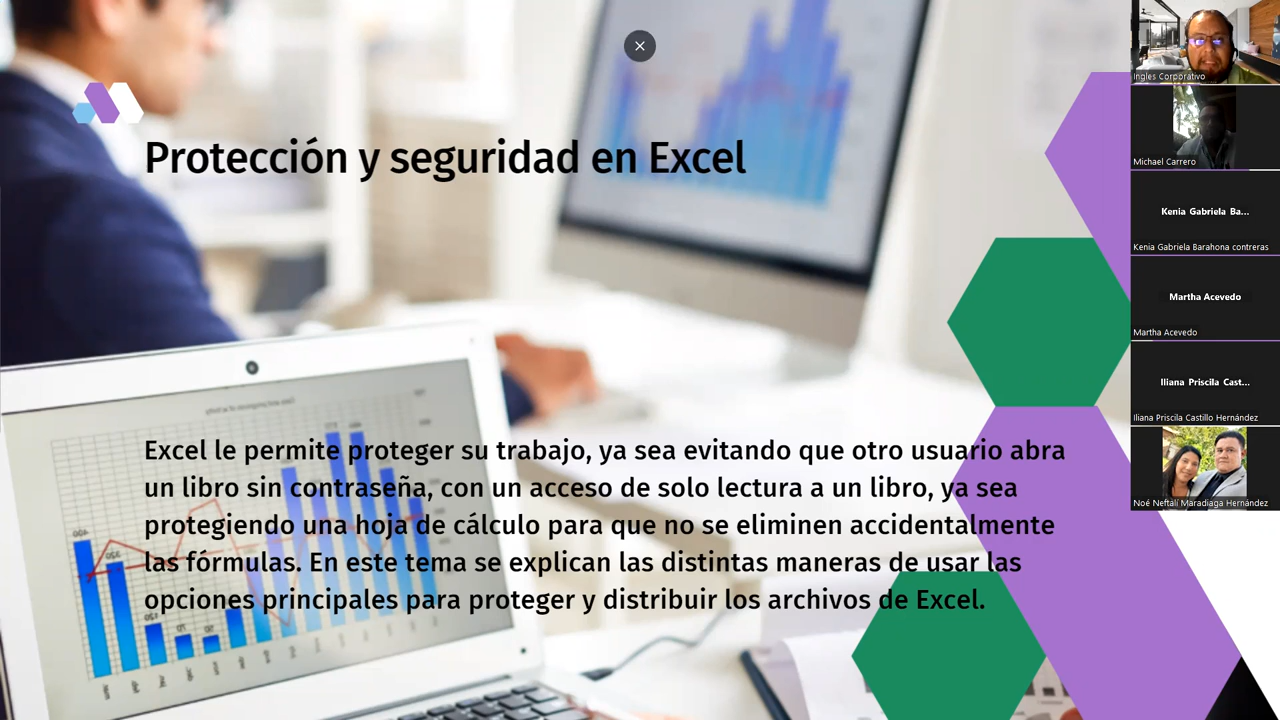 Protección y seguridad en Excel
Excel le permite proteger su trabajo, ya sea evitando que otro usuario abra
un libro sin contraseña, con un acceso de solo lectura a un libro, ya sea
protegiendo una hoja de cálculo para que no se eliminen accidentalmente
las fórmulas. En este tema se explican las distintas maneras de usar las
opciones principales para proteger y distribuir los archivos de Excel.
Ingles Corporativo
Michael Carrero
Kenia Gabriela Ba...
Kenia Gabriela Barahona contreras
Martha Acevedo
Martha Acevedo
Iliana Priscila Cast...
Iliana Priscila Castillo Hernández
Noé Neftalí Maradiaga Hernández